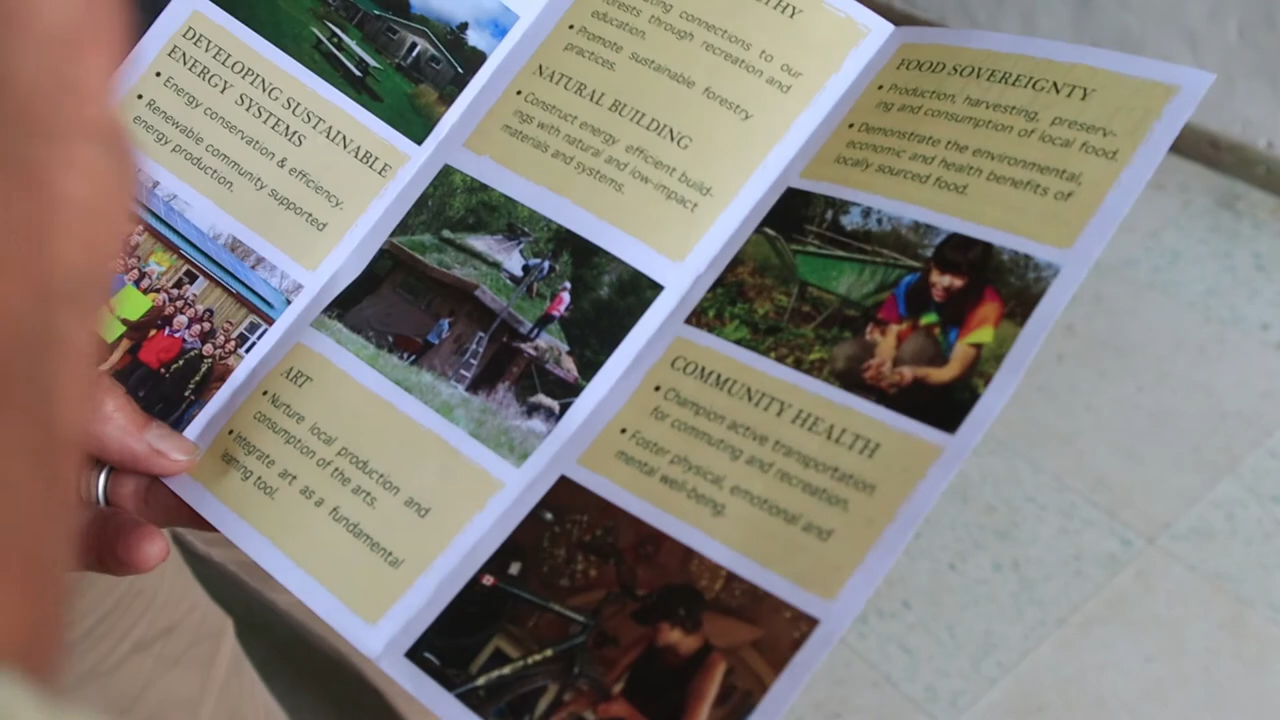 DEVELOPING SUSTAINABLE
ENERGY SYSTEMS
• Energy conservation & efficiency.
• Renewable community supported
energy production.
ART
• Nurture local production and
consumption of the arts.
• Integrate art as a fundamental
learning tool.
connections to our
forests through recreation and
education.
• Promote sustainable forestry
practices.
NATURAL BUILDING
• Construct energy efficient build-
ings with natural and low-impact
materials and systems.
FOOD SOVEREIGNTY
• Production, harvesting, preserv-
ing and consumption of local food.
• Demonstrate the environmental,
economic and health benefits of
locally sourced food.
COMMUNITY HEALTH
• Champion active transportation
for commuting and recreation.
• Foster physical, emotional and
mental well-being.